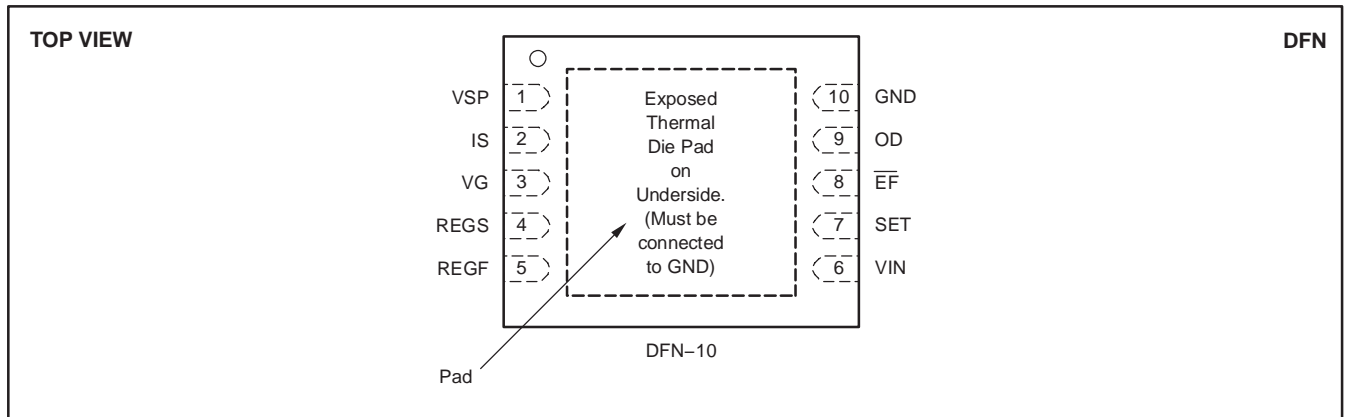 TOP VIEW
DFN
VSP 1
IS 2
VG 3
REGS 4
REGF 5
Exposed
Thermal
Die Pad
on
Underside.
(Must be
connected
to GND)
10 GND
9 OD
8 E̅F̅
7 SET
6 VIN
DFN−10
Pad